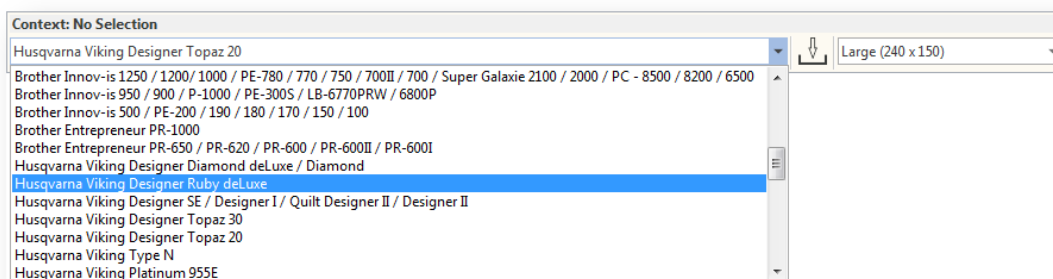 Context: No Selection
Husqvarna Viking Designer Topaz 20
Large (240 x 150)
Brother Innov-is 1250 / 1200/ 1000 / PE-780 / 770 / 750 / 700II / 700 / Super Galaxie 2100 / 2000 / PC - 8500 / 8200 / 6500
Brother Innov-is 950 / 900 / P-1000 / PE-300S / LB-6770PRW / 6800P
Brother Innov-is 500 / PE-200 / 190 / 180 / 170 / 150 / 100
Brother Entrepreneur PR-1000
Brother Entrepreneur PR-650 / PR-620 / PR-600 / PR-600II / PR-600I
Husqvarna Viking Designer Diamond deLuxe / Diamond
Husqvarna Viking Designer Ruby deLuxe
Husqvarna Viking Designer SE / Designer I / Quilt Designer II / Designer II
Husqvarna Viking Designer Topaz 30
Husqvarna Viking Designer Topaz 20
Husqvarna Viking Type N
Husqvarna Viking Platinum 955E